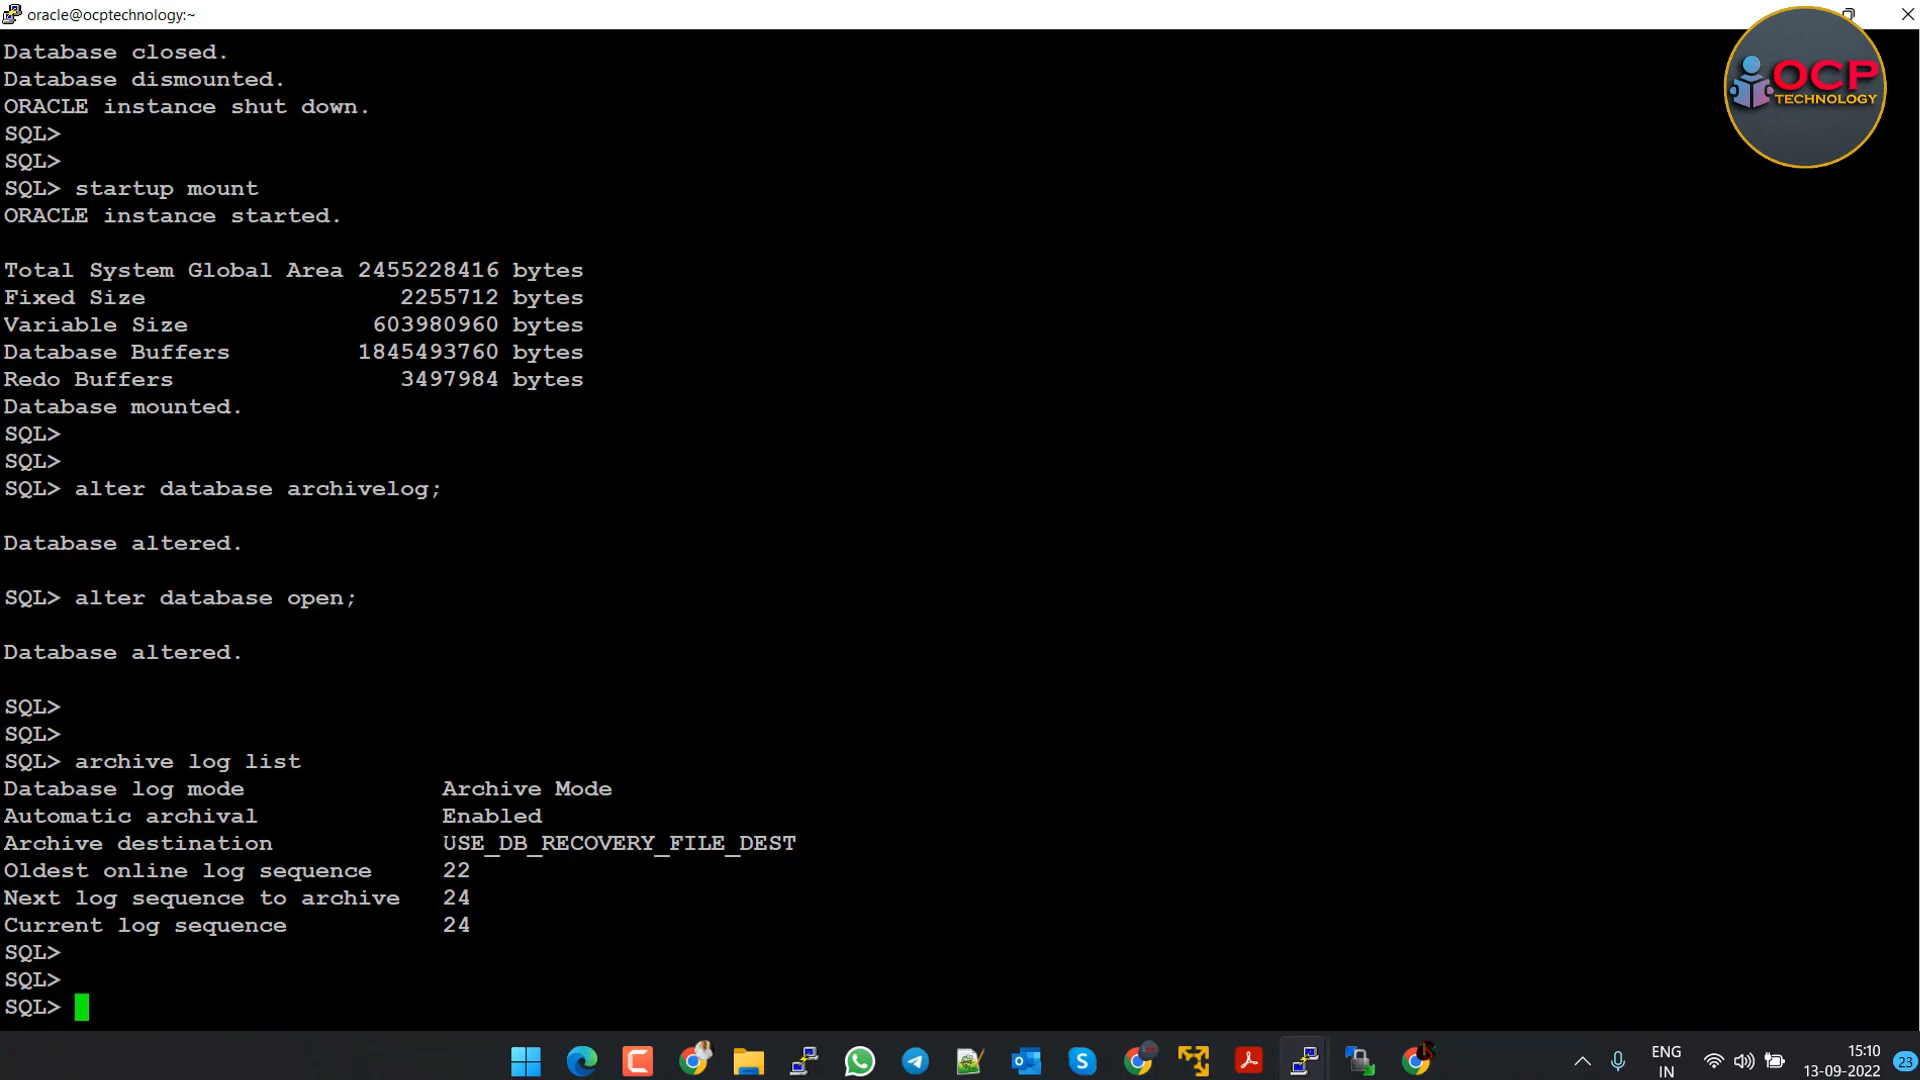 oracle@ocptechnology:~
Database closed.
Database dismounted.
ORACLE instance shut down.
SQL>
SQL>
SQL> startup mount
ORACLE instance started.
Total System Global Area 2455228416 bytes
Fixed Size 2255712 bytes
Variable Size 603980960 bytes
Database Buffers 1845493760 bytes
Redo Buffers 3497984 bytes
Database mounted.
SQL>
SQL>
SQL> alter database archivelog;
Database altered.
SQL> alter database open;
Database altered.
SQL>
SQL>
SQL> archive log list
Database log mode Archive Mode
Automatic archival Enabled
Archive destination USE_DB_RECOVERY_FILE_DEST
Oldest online log sequence 22
Next log sequence to archive 24
Current log sequence 24
SQL>
SQL>
SQL>
OCP
TECHNOLOGY
ENG
IN
15:10
13-09-2022
23